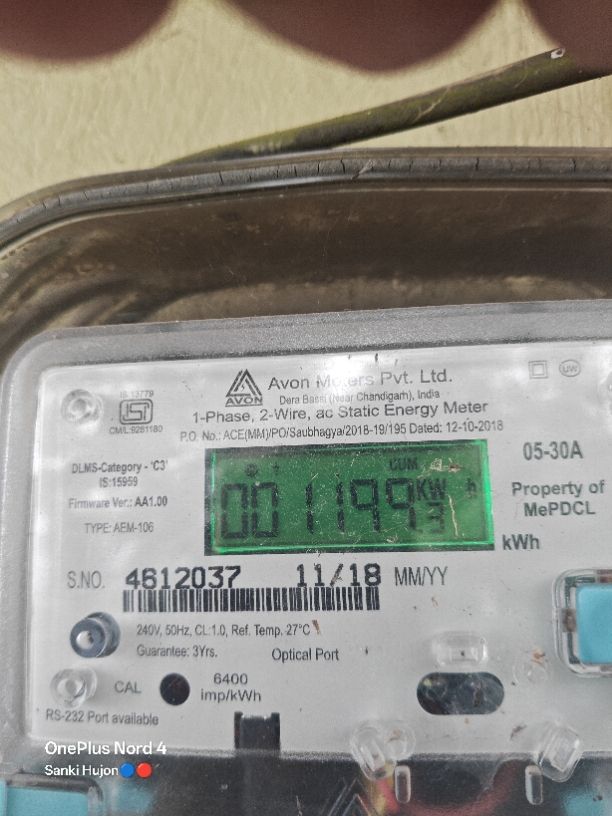 Avon Meters Pvt. Ltd.
AVON
Dera Bassi (Near Chandigarh), India
IS:13779
CM/L:9281180
1-Phase, 2-Wire, ac Static Energy Meter
P.O. No.: ACE(MM)/PO/Saubhagya/2018-19/195 Dated: 12-10-2018
UW
DLMS-Category - 'C3'
IS:15959
Firmware Ver.: AA1.00
TYPE: AEM-106
CUM
001199 KW h
05-30A
Property of
MePDCL
kWh
S.NO. 4612037 11/18 MM/YY
240V, 50Hz, CL:1.0, Ref. Temp. 27°C
Guarantee: 3Yrs. Optical Port
CAL 6400
imp/kWh
RS-232 Port available
OnePlus Nord 4
Sanki Hujon🔵🔴